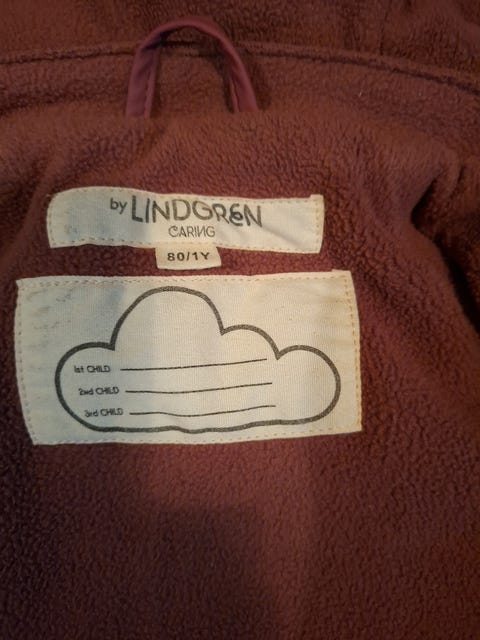 by LINDGREN
CARING
80/1Y
1st CHILD
2nd CHILD
3rd CHILD